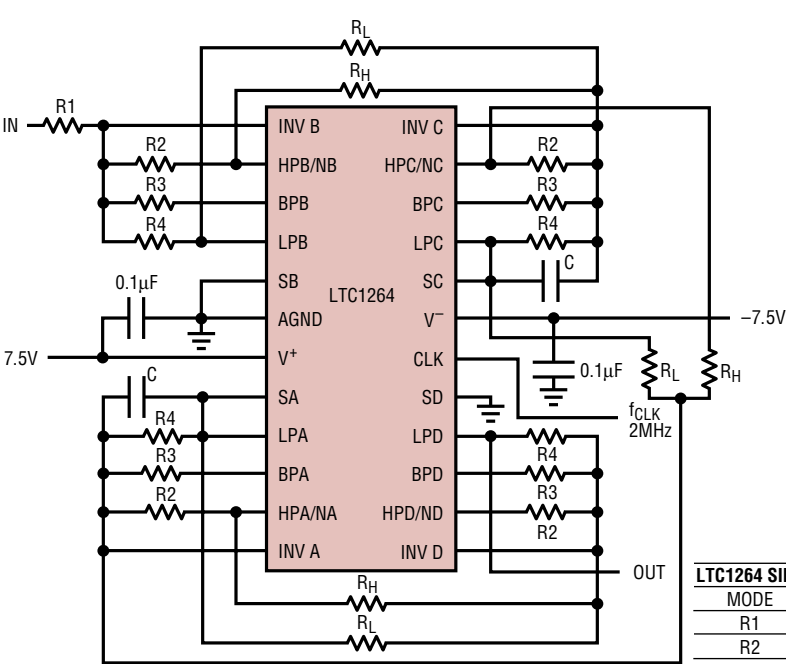 RL
RH
IN
R1
R2
R3
R4
0.1µF
7.5V
C
R4
R3
R2
INV B
HPB/NB
BPB
LPB
SB
AGND
V+
SA
LPA
BPA
HPA/NA
INV A
LTC1264
INV C
HPC/NC
BPC
LPC
SC
V–
CLK
SD
LPD
BPD
HPD/ND
INV D
R2
R3
R4
C
–7.5V
0.1µF
RL
RH
fCLK
2MHz
R4
R3
R2
OUT
RH
RL
MODE
R1
R2